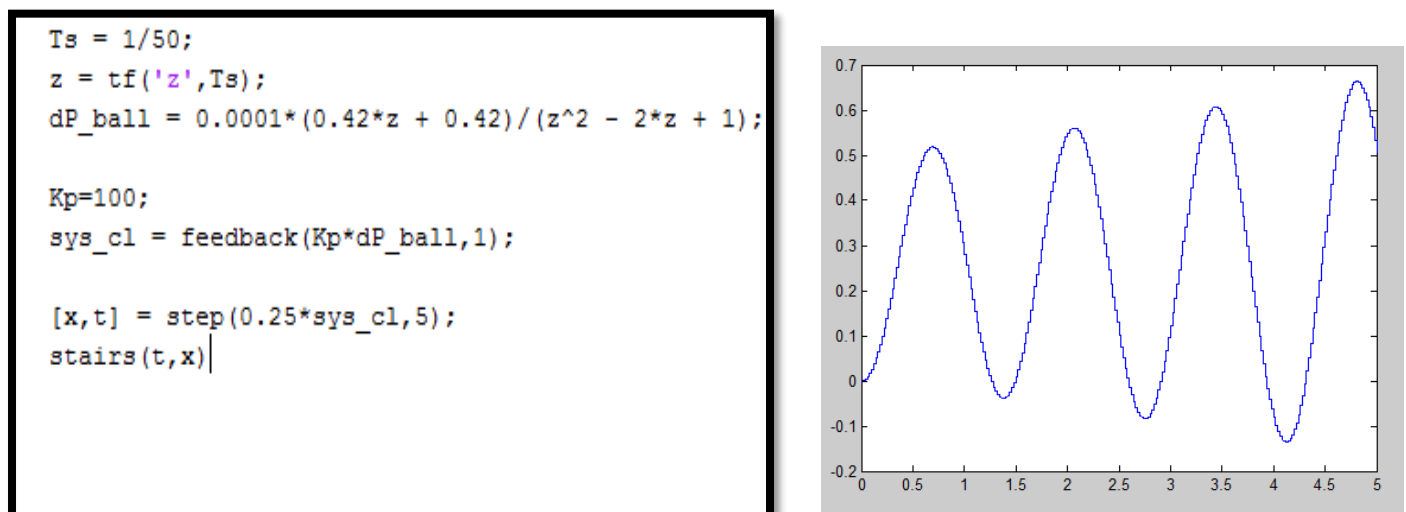 Ts = 1/50;
z = tf('z',Ts);
dP_ball = 0.0001*(0.42*z + 0.42)/(z^2 - 2*z + 1);
Kp=100;
sys_cl = feedback(Kp*dP_ball,1);
[x,t] = step(0.25*sys_cl,5);
stairs(t,x)
0.7
0.6
0.5
0.4
0.3
0.2
0.1
0
-0.1
-0.2
0 0.5 1 1.5 2 2.5 3 3.5 4 4.5 5